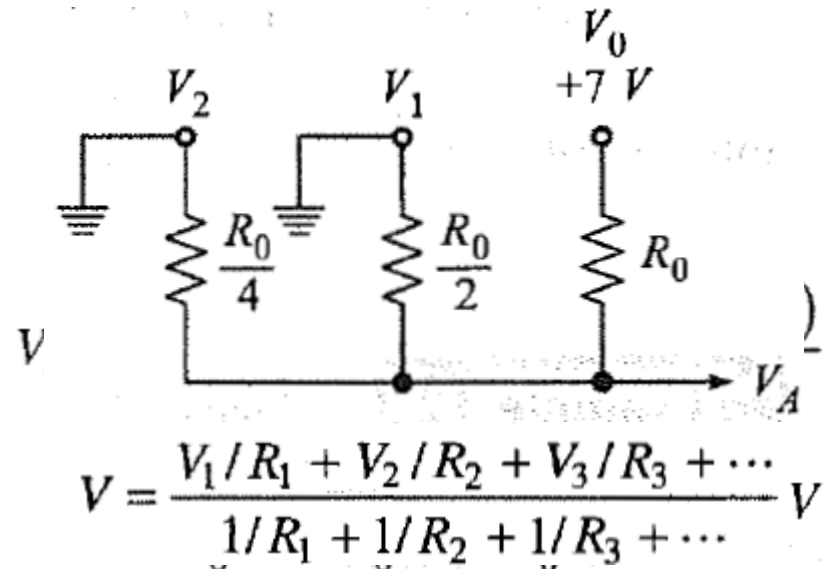 V₀
V₂ V₁ +7 V
R₀/4 R₀/2 R₀
V )
V_A
V = (V₁/R₁ + V₂/R₂ + V₃/R₃ + ⋯)/(1/R₁ + 1/R₂ + 1/R₃ + ⋯) V